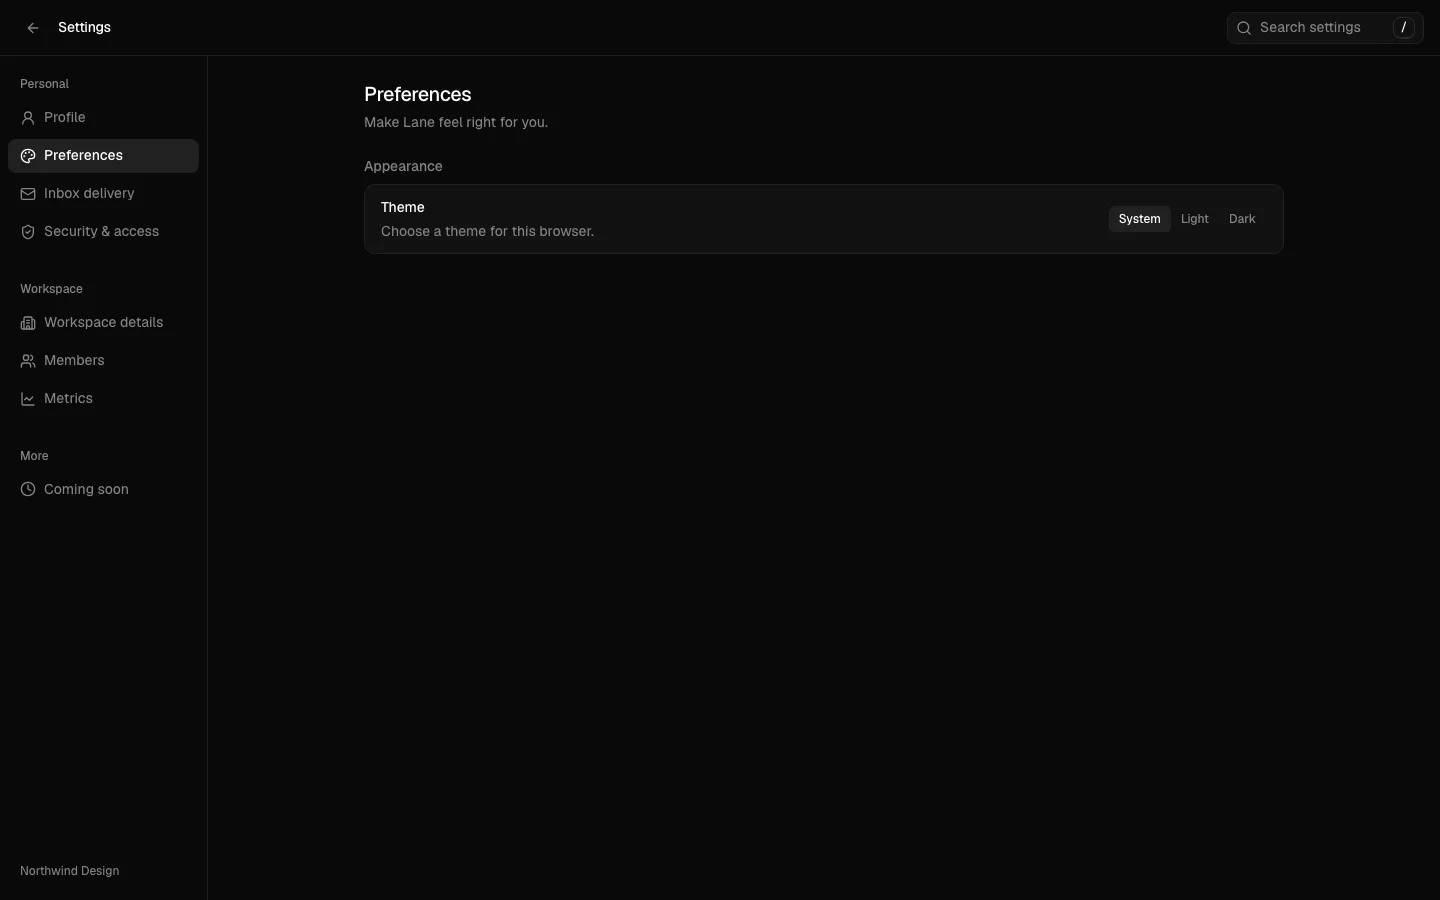 Settings
Search settings
/
Personal
Profile
Preferences
Inbox delivery
Security & access
Workspace
Workspace details
Members
Metrics
More
Coming soon
Northwind Design
Preferences
Make Lane feel right for you.
Appearance
Theme
Choose a theme for this browser.
System Light Dark